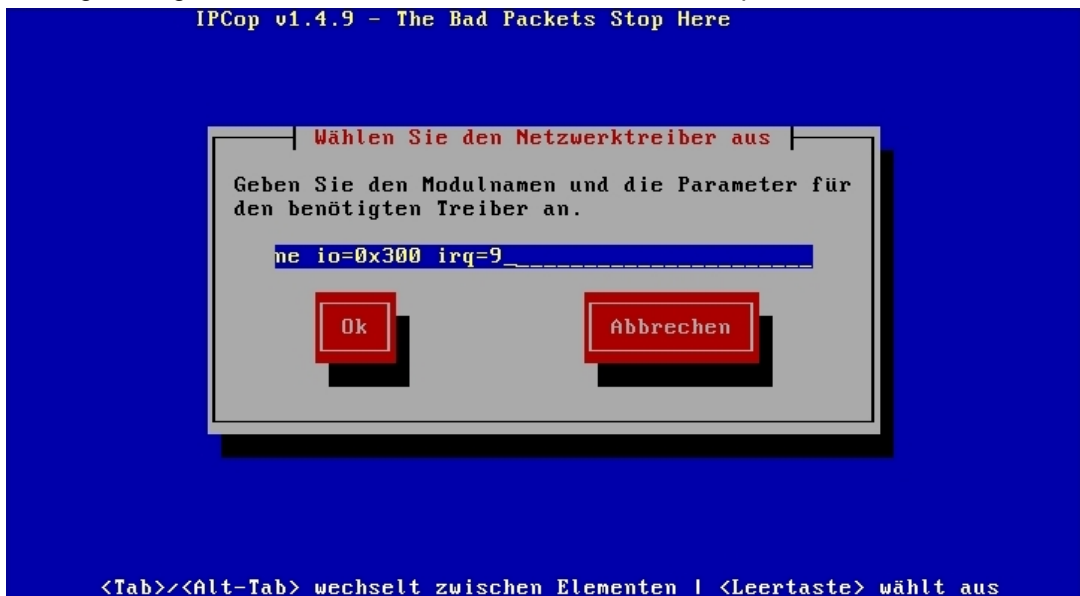 IPCop v1.4.9 - The Bad Packets Stop Here
Wählen Sie den Netzwerktreiber aus
Geben Sie den Modulnamen und die Parameter für
den benötigten Treiber an.
ne io=0x300 irq=9_____________________
Ok Abbrechen
<Tab>/<Alt-Tab> wechselt zwischen Elementen | <Leertaste> wählt aus